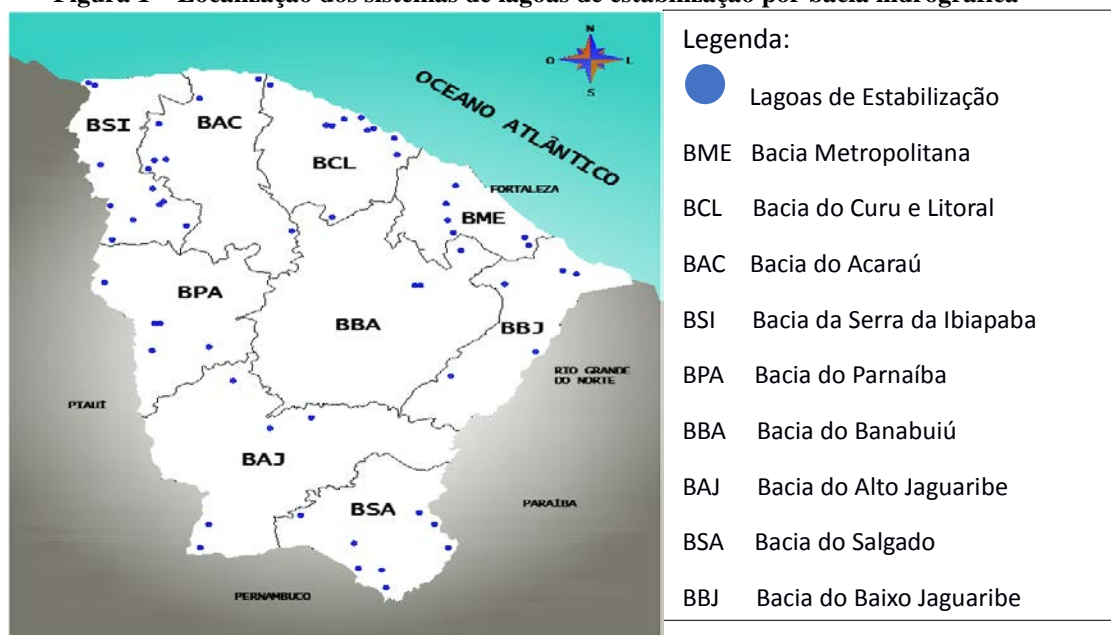 Figura 1 – Localização dos sistemas de lagoas de estabilização por bacia hidrográfica
N
O L
S
OCEANO ATLÂNTICO
BSI
BAC
BCL
FORTALEZA
BME
BPA
BBA
BBJ
RIO GRANDE
DO NORTE
PIAUÍ
BAJ
BSA
PARAÍBA
PERNAMBUCO
Legenda:
Lagoas de Estabilização
BME Bacia Metropolitana
BCL Bacia do Curu e Litoral
BAC Bacia do Acaraú
BSI Bacia da Serra da Ibiapaba
BPA Bacia do Parnaíba
BBA Bacia do Banabuiú
BAJ Bacia do Alto Jaguaribe
BSA Bacia do Salgado
BBJ Bacia do Baixo Jaguaribe